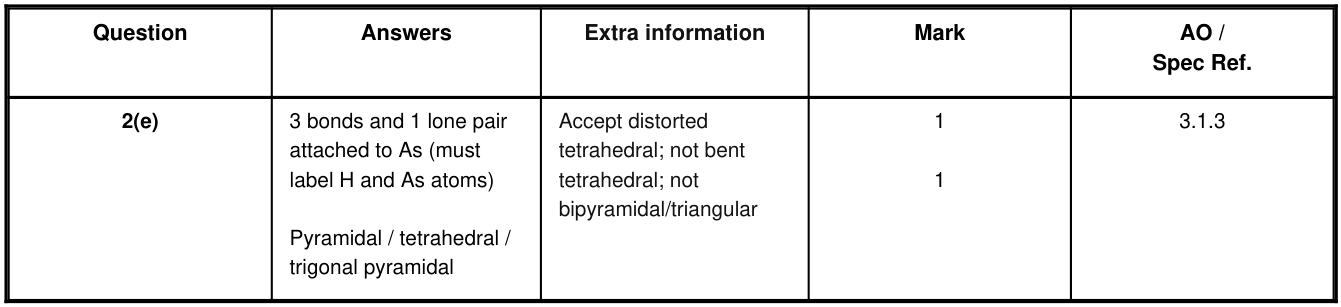 Question Answers Extra information Mark AO /
Spec Ref.
2(e) 3 bonds and 1 lone pair Accept distorted 1 3.1.3
attached to As (must tetrahedral; not bent
label H and As atoms) tetrahedral; not 1
bipyramidal/triangular
Pyramidal / tetrahedral /
trigonal pyramidal